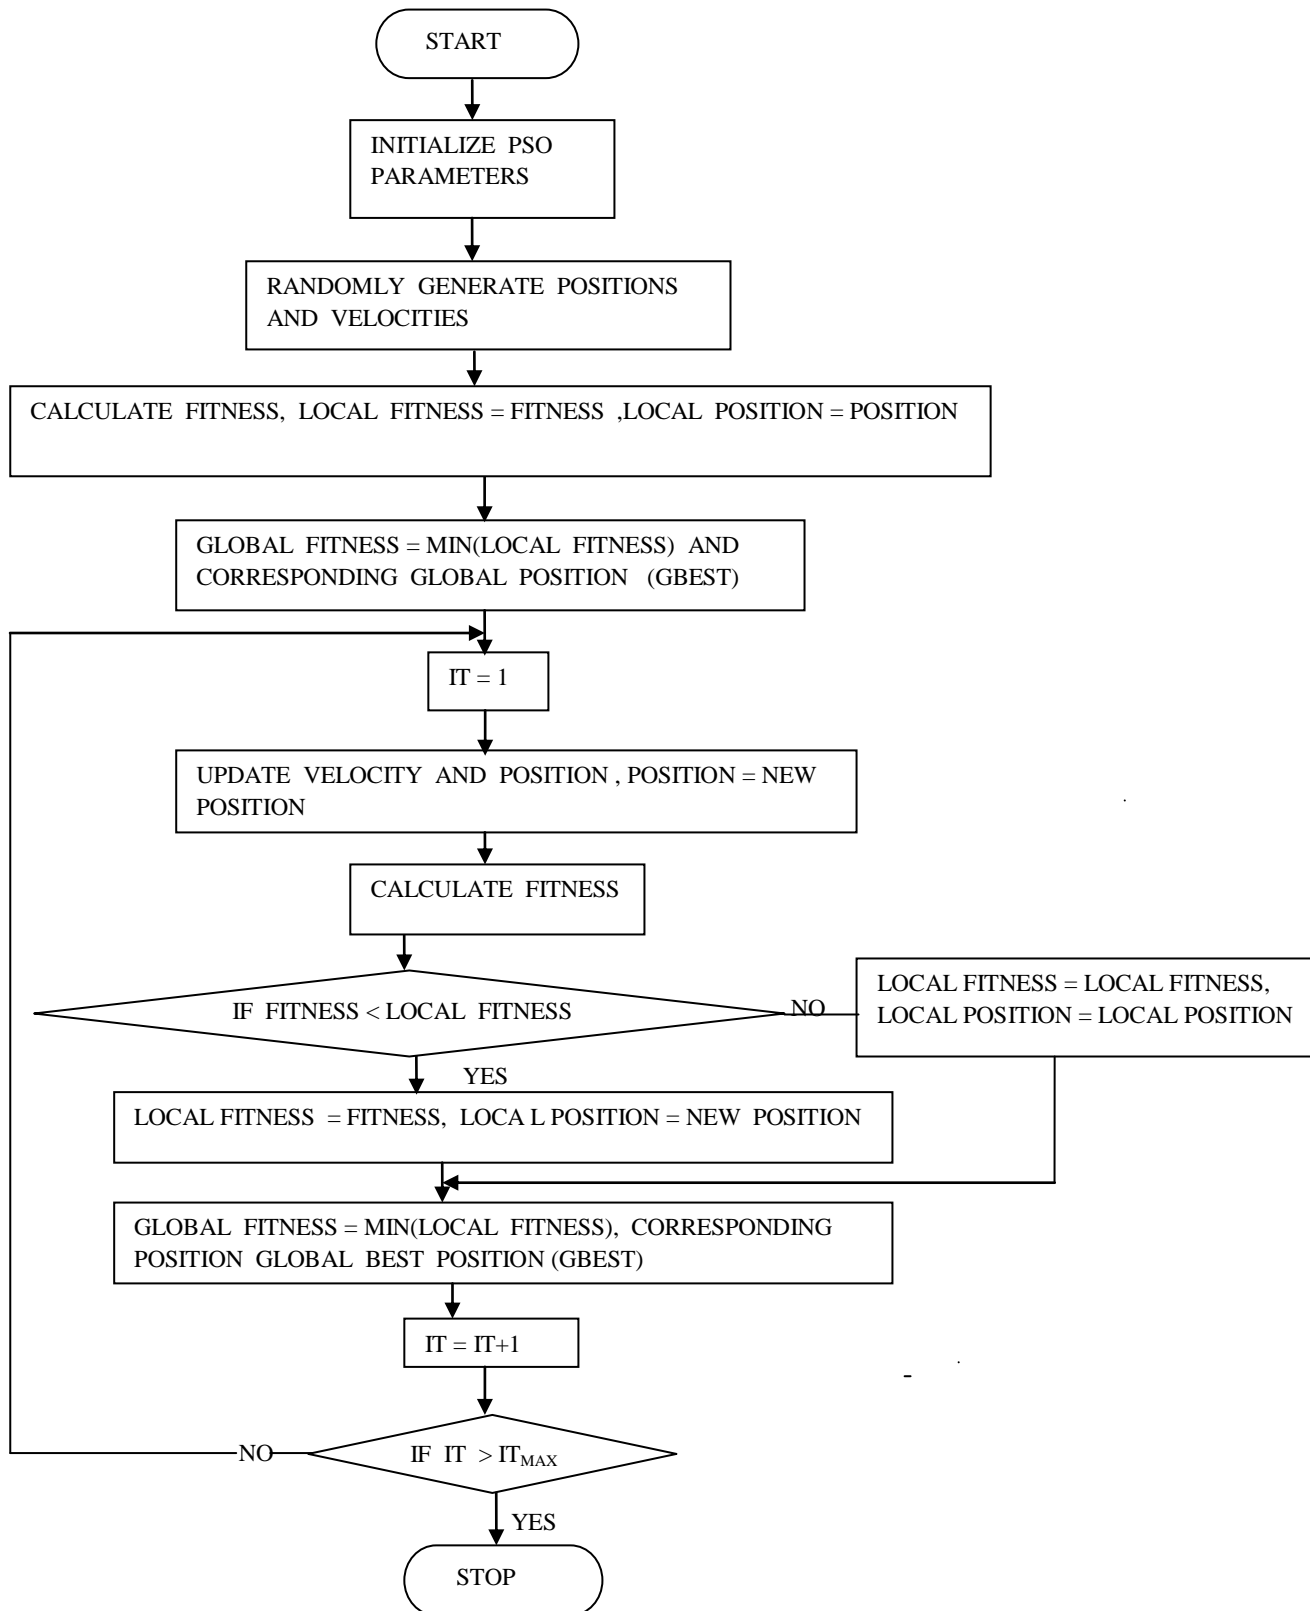 START
INITIALIZE PSO
PARAMETERS
RANDOMLY GENERATE POSITIONS
AND VELOCITIES
CALCULATE FITNESS, LOCAL FITNESS = FITNESS ,LOCAL POSITION = POSITION
GLOBAL FITNESS = MIN(LOCAL FITNESS) AND
CORRESPONDING GLOBAL POSITION (GBEST)
IT = 1
UPDATE VELOCITY AND POSITION , POSITION = NEW
POSITION
CALCULATE FITNESS
IF FITNESS < LOCAL FITNESS
NO
LOCAL FITNESS = LOCAL FITNESS,
LOCAL POSITION = LOCAL POSITION
YES
LOCAL FITNESS = FITNESS, LOCA L POSITION = NEW POSITION
GLOBAL FITNESS = MIN(LOCAL FITNESS), CORRESPONDING
POSITION GLOBAL BEST POSITION (GBEST)
IT = IT+1
NO
IF IT > ITMAX
YES
STOP